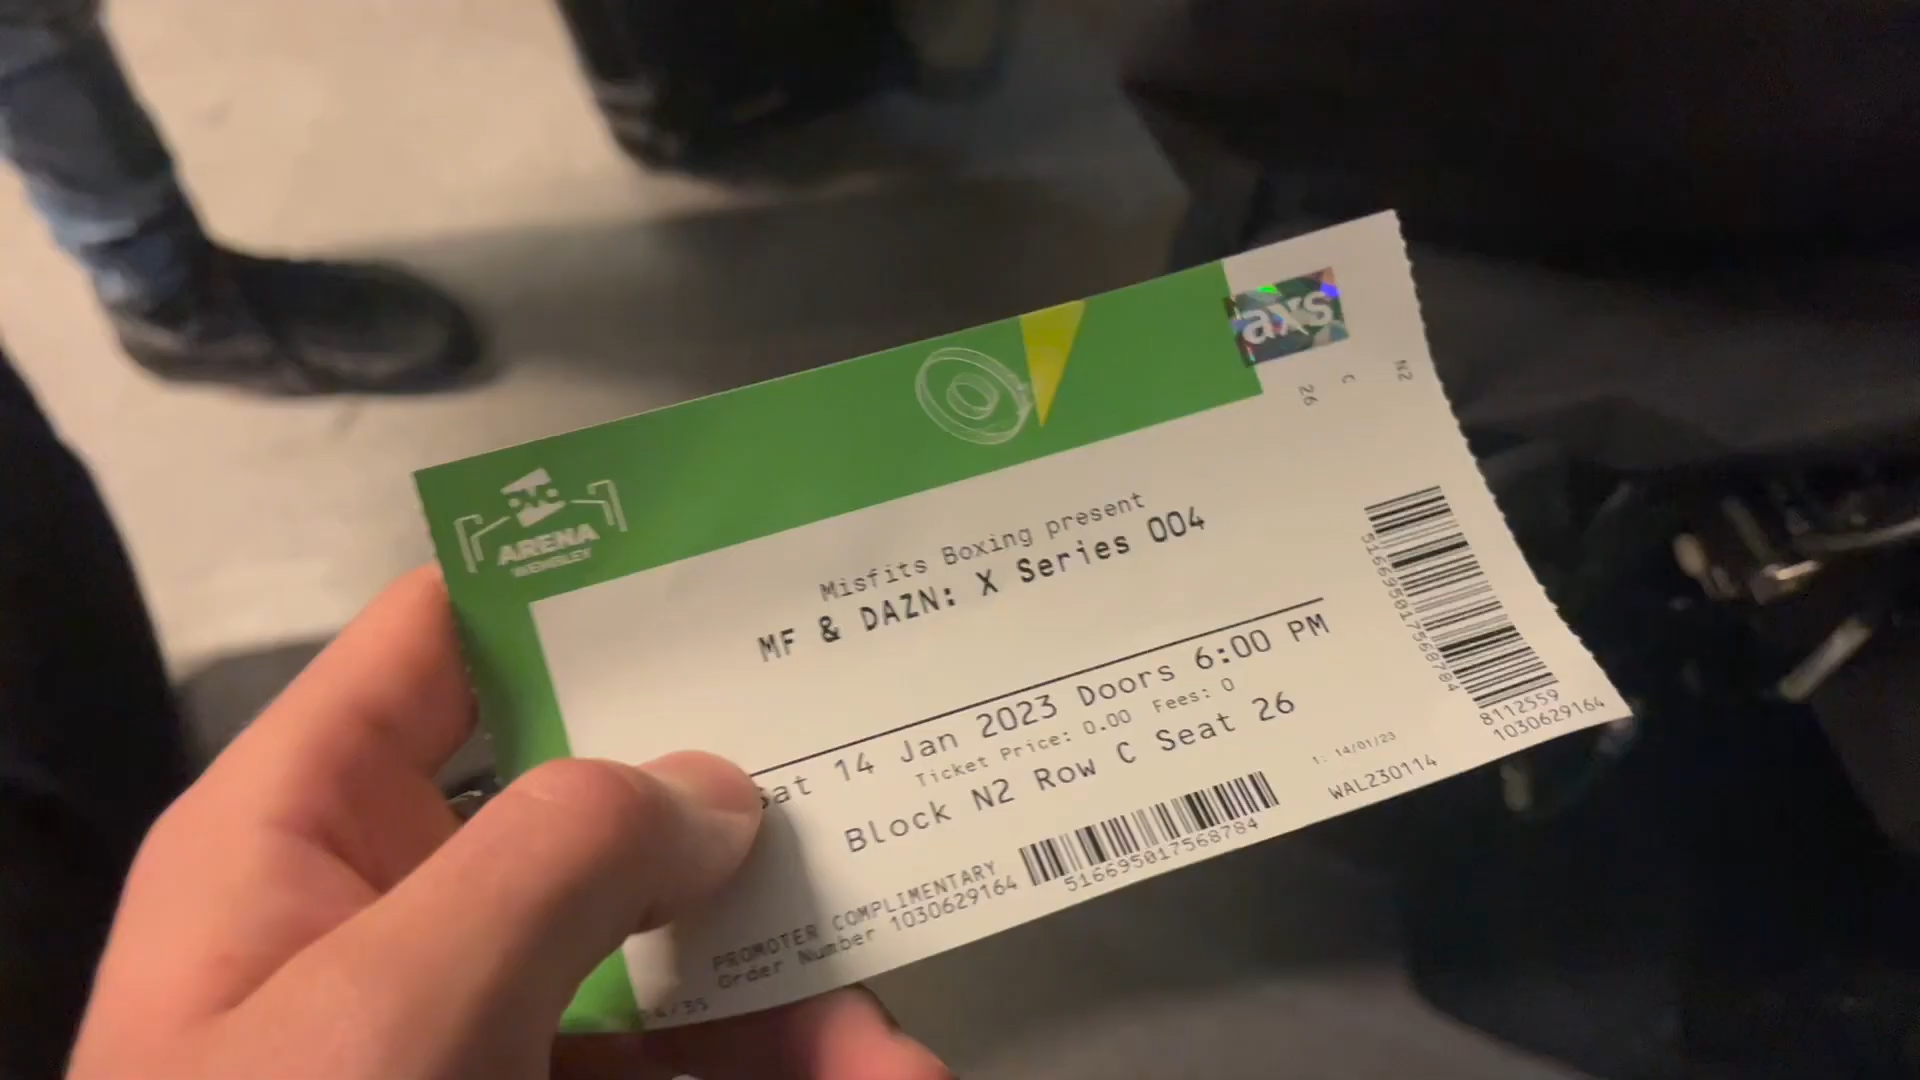 OVO
ARENA
WEMBLEY
axs
N2
C
26
Misfits Boxing present
MF & DAZN: X Series 004
Sat 14 Jan 2023 Doors 6:00 PM
Ticket Price: 0.00 Fees: 0
Block N2 Row C Seat 26
PROMOTER COMPLIMENTARY
Order Number 1030629164
516695017568784
1: 14/01/23
WAL230114
516695017568784
8112559
1030629164